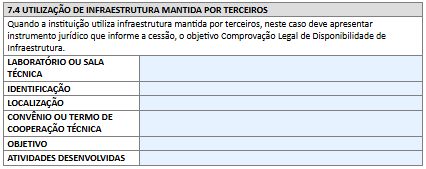 7.4 UTILIZAÇÃO DE INFRAESTRUTURA MANTIDA POR TERCEIROS
Quando a instituição utiliza infraestrutura mantida por terceiros, neste caso deve apresentar
instrumento jurídico que informe a cessão, o objetivo Comprovação Legal de Disponibilidade de
Infraestrutura.
LABORATÓRIO OU SALA
TÉCNICA
IDENTIFICAÇÃO
LOCALIZAÇÃO
CONVÊNIO OU TERMO DE
COOPERAÇÃO TÉCNICA
OBJETIVO
ATIVIDADES DESENVOLVIDAS